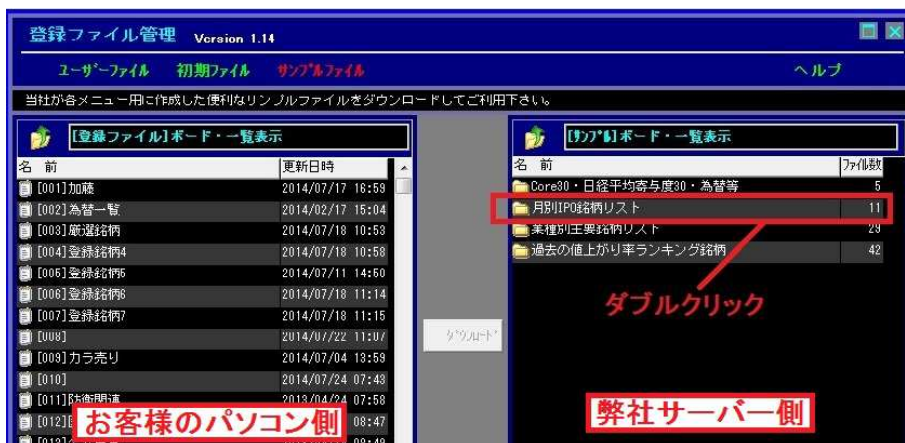 登録ファイル管理 Version 1.14
ユーザーファイル 初期ファイル サンプルファイル ヘルプ
当社が各メニュー用に作成した便利なサンプルファイルをダウンロードしてご利用下さい。
[登録ファイル]ボード・一覧表示
名 前 更新日時
[001]加藤 2014/07/17 16:59
[002]為替一覧 2014/02/17 15:04
[003]厳選銘柄 2014/07/18 10:53
[004]登録銘柄4 2014/07/18 10:58
[005]登録銘柄5 2014/07/11 14:50
[006]登録銘柄6 2014/07/18 11:14
[007]登録銘柄7 2014/07/18 11:15
[008] 2014/07/22 11:07
[009]カラ売り 2014/07/04 13:59
[010] 2014/07/24 07:43
[011]防衛関連 2013/04/24 07:58
[012] 08:47
お客様のパソコン側
ダウンロード
[サンプル]ボード・一覧表示
名 前 ファイル数
Core30・日経平均寄与度30・為替等 5
月別IPO銘柄リスト 11
業種別主要銘柄リスト 29
過去の値上がり率ランキング銘柄 42
ダブルクリック
弊社サーバー側